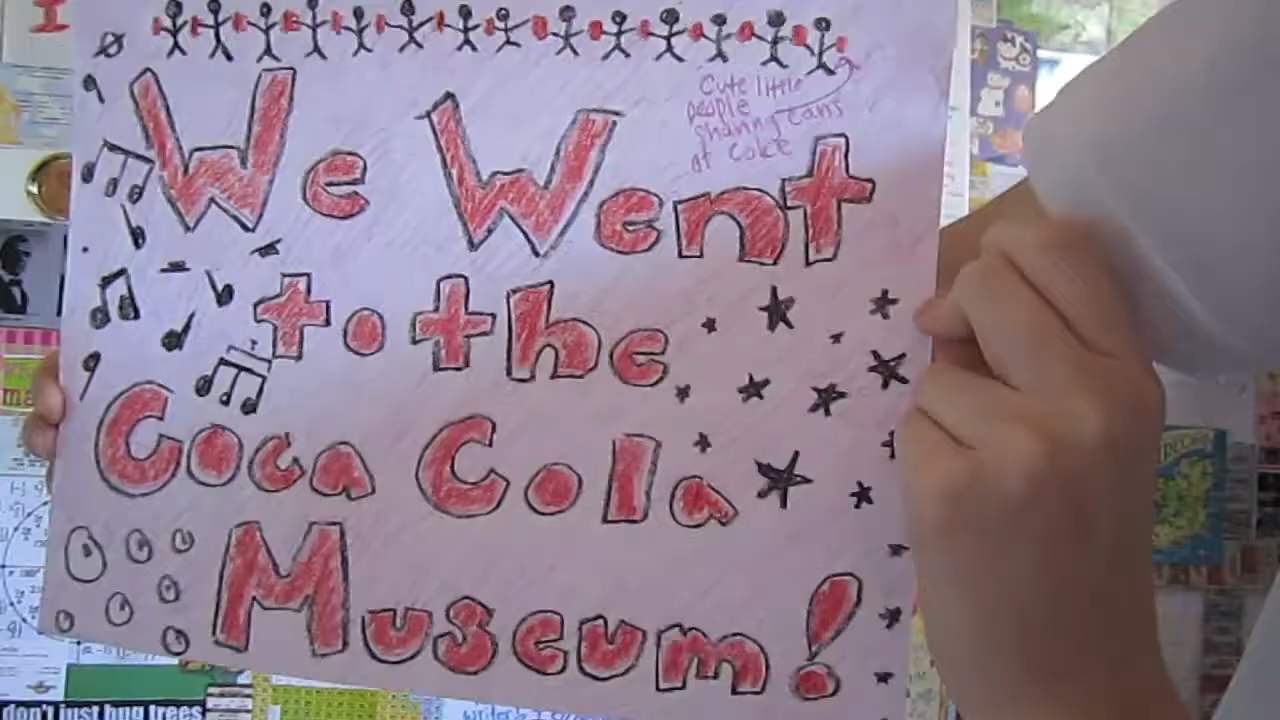 I
Cute little
people
sharing cans
of Coke
We Went
to the
Coca Cola
Museum!
don't just hug trees